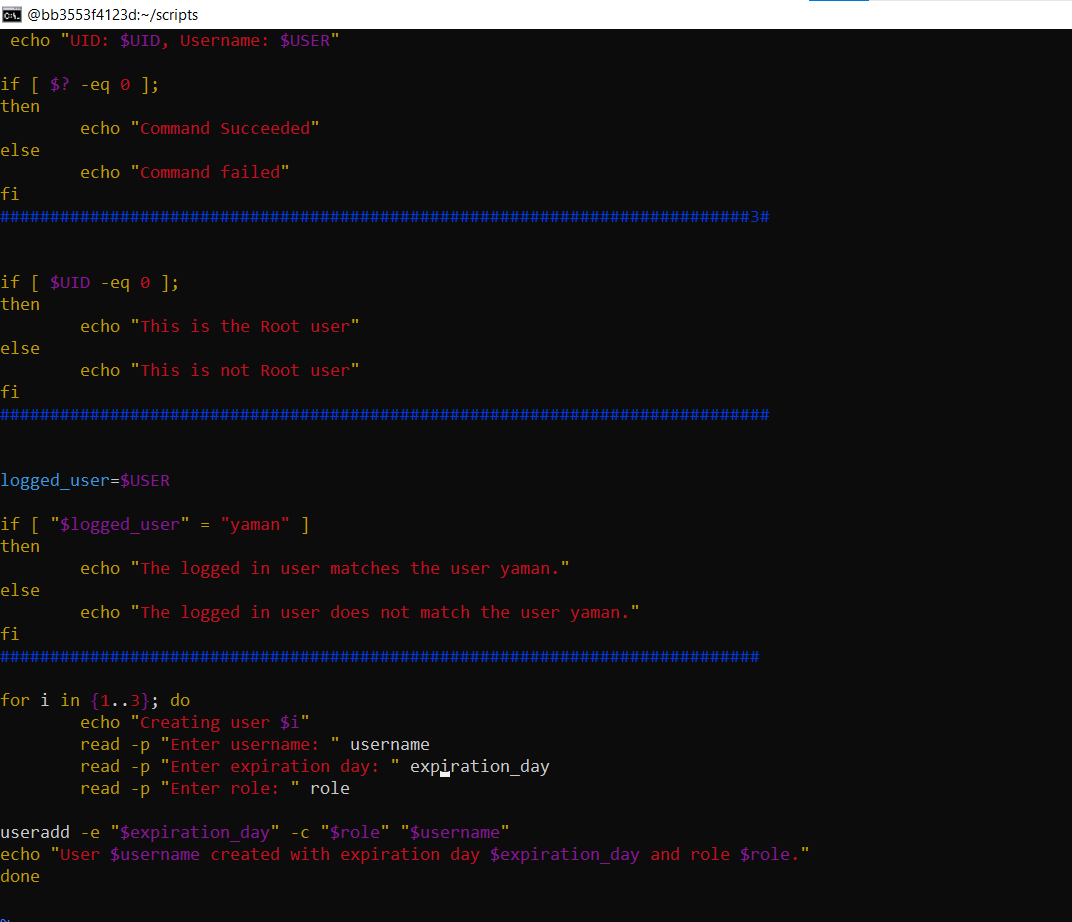 @bb3553f4123d:~/scripts
echo "UID: $UID, Username: $USER"
if [ $? -eq 0 ];
then
echo "Command Succeeded"
else
echo "Command failed"
fi
###########################################################################3#
if [ $UID -eq 0 ];
then
echo "This is the Root user"
else
echo "This is not Root user"
fi
#############################################################################
logged_user=$USER
if [ "$logged_user" = "yaman" ]
then
echo "The logged in user matches the user yaman."
else
echo "The logged in user does not match the user yaman."
fi
############################################################################
for i in {1..3}; do
echo "Creating user $i"
read -p "Enter username: " username
read -p "Enter expiration day: " expiration_day
read -p "Enter role: " role
useradd -e "$expiration_day" -c "$role" "$username"
echo "User $username created with expiration day $expiration_day and role $role."
done